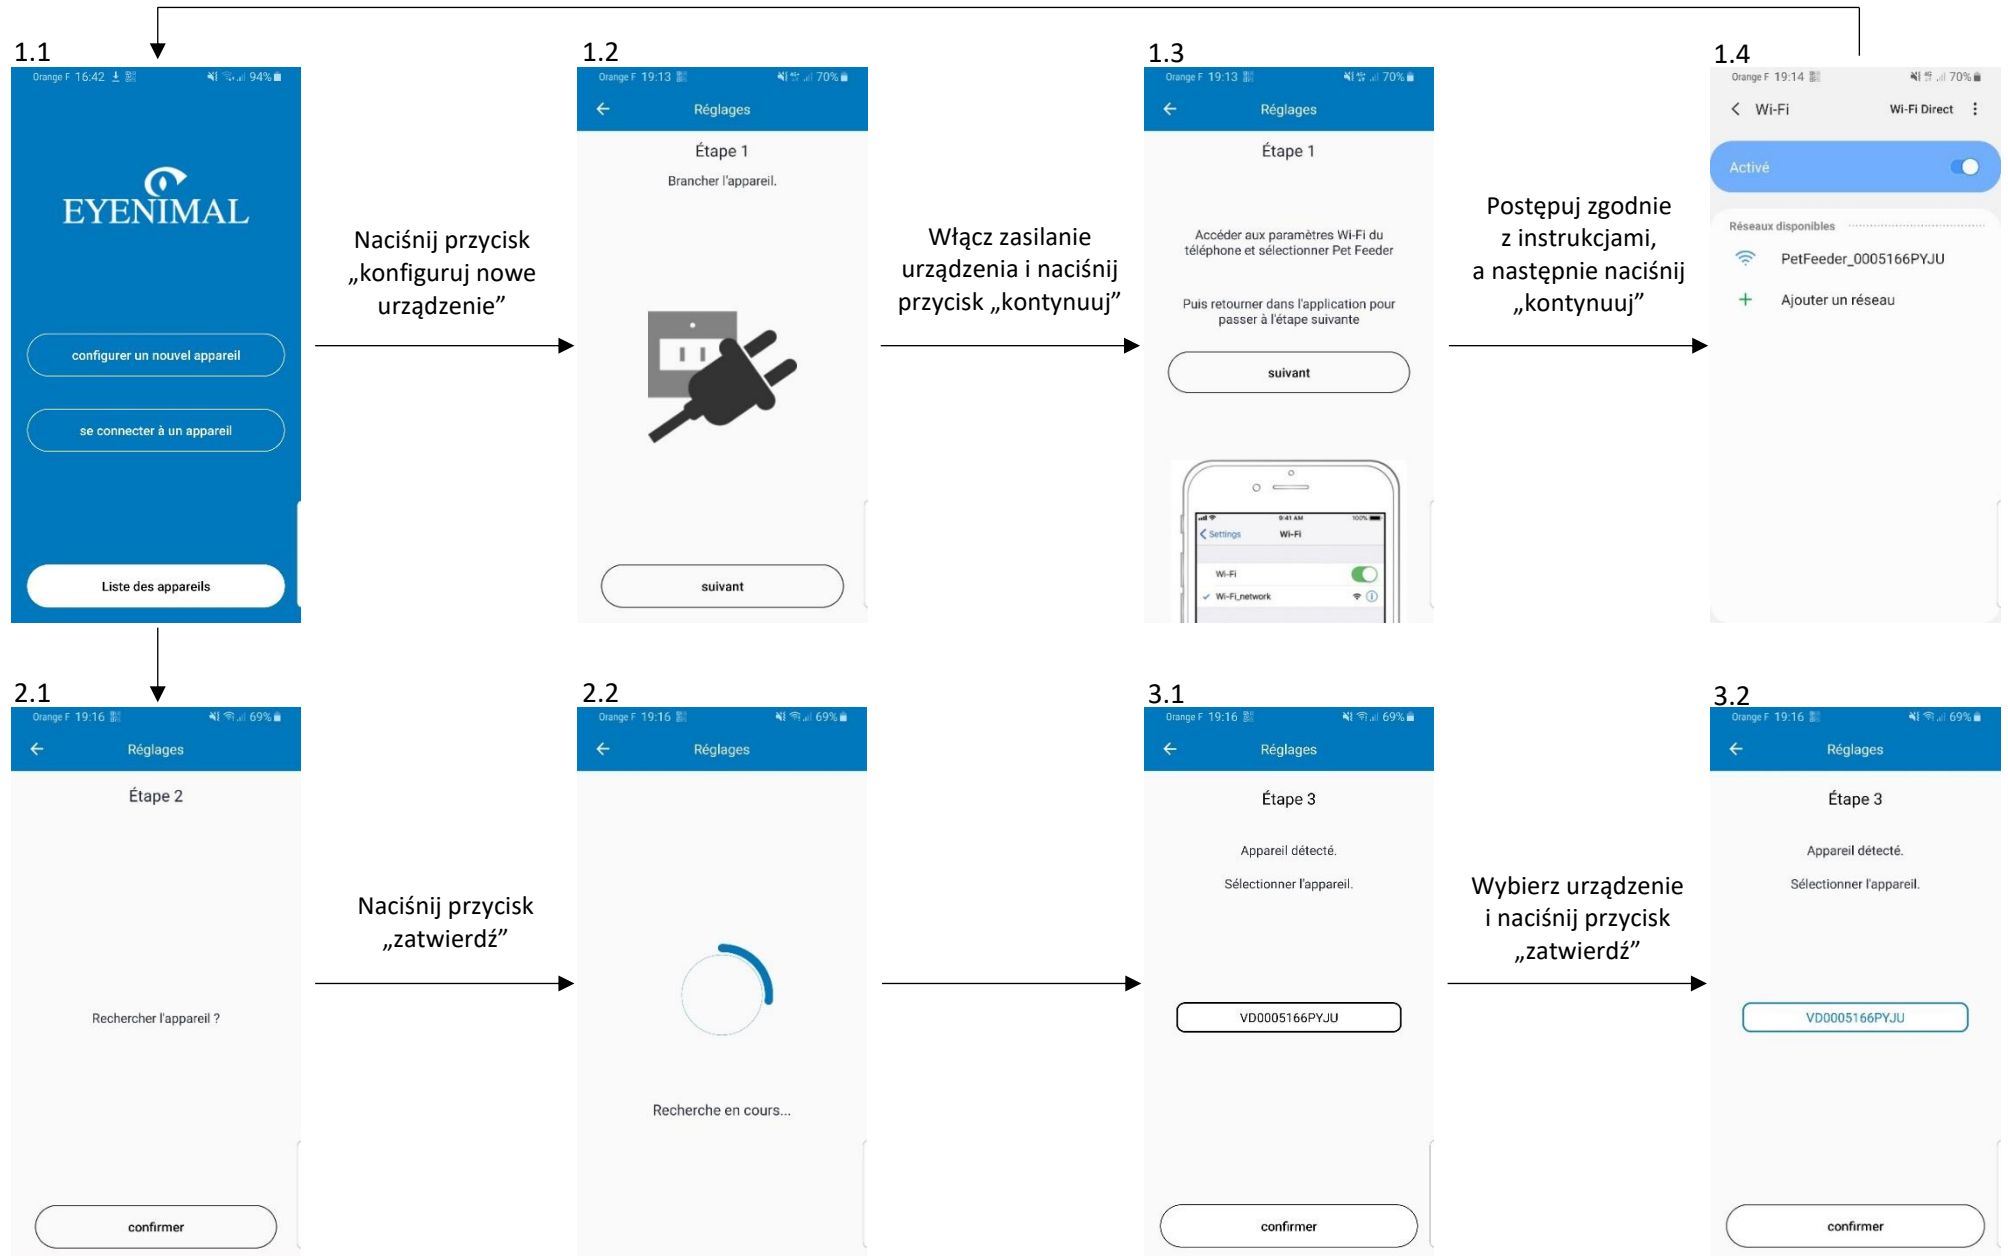 1.1
Orange F 16:42
94%
EYENIMAL
configurer un nouvel appareil
se connecter à un appareil
Liste des appareils
Naciśnij przycisk
„konfiguruj nowe
urządzenie”
1.2
Orange F 19:13
70%
Réglages
Étape 1
Brancher l'appareil.
suivant
Włącz zasilanie
urządzenia i naciśnij
przycisk „kontynuuj”
1.3
Orange F 19:13
70%
Réglages
Étape 1
Accéder aux paramètres Wi-Fi du
téléphone et sélectionner Pet Feeder
Puis retourner dans l'application pour
passer à l'étape suivante
suivant
9:41 AM
100%
Settings
Wi-Fi
Wi-Fi
Wi-Fi_network
Postępuj zgodnie
z instrukcjami,
a następnie naciśnij
„kontynuuj”
1.4
Orange F 19:14
70%
Wi-Fi
Wi-Fi Direct
Activé
Réseaux disponibles
PetFeeder_0005166PYJU
Ajouter un réseau
2.1
Orange F 19:16
69%
Réglages
Étape 2
Rechercher l'appareil ?
confirmer
Naciśnij przycisk
„zatwierdź”
2.2
Orange F 19:16
69%
Réglages
Recherche en cours...
3.1
Orange F 19:16
69%
Réglages
Étape 3
Appareil détecté.
Sélectionner l'appareil.
VD0005166PYJU
confirmer
Wybierz urządzenie
i naciśnij przycisk
„zatwierdź”
3.2
Orange F 19:16
69%
Réglages
Étape 3
Appareil détecté.
Sélectionner l'appareil.
VD0005166PYJU
confirmer